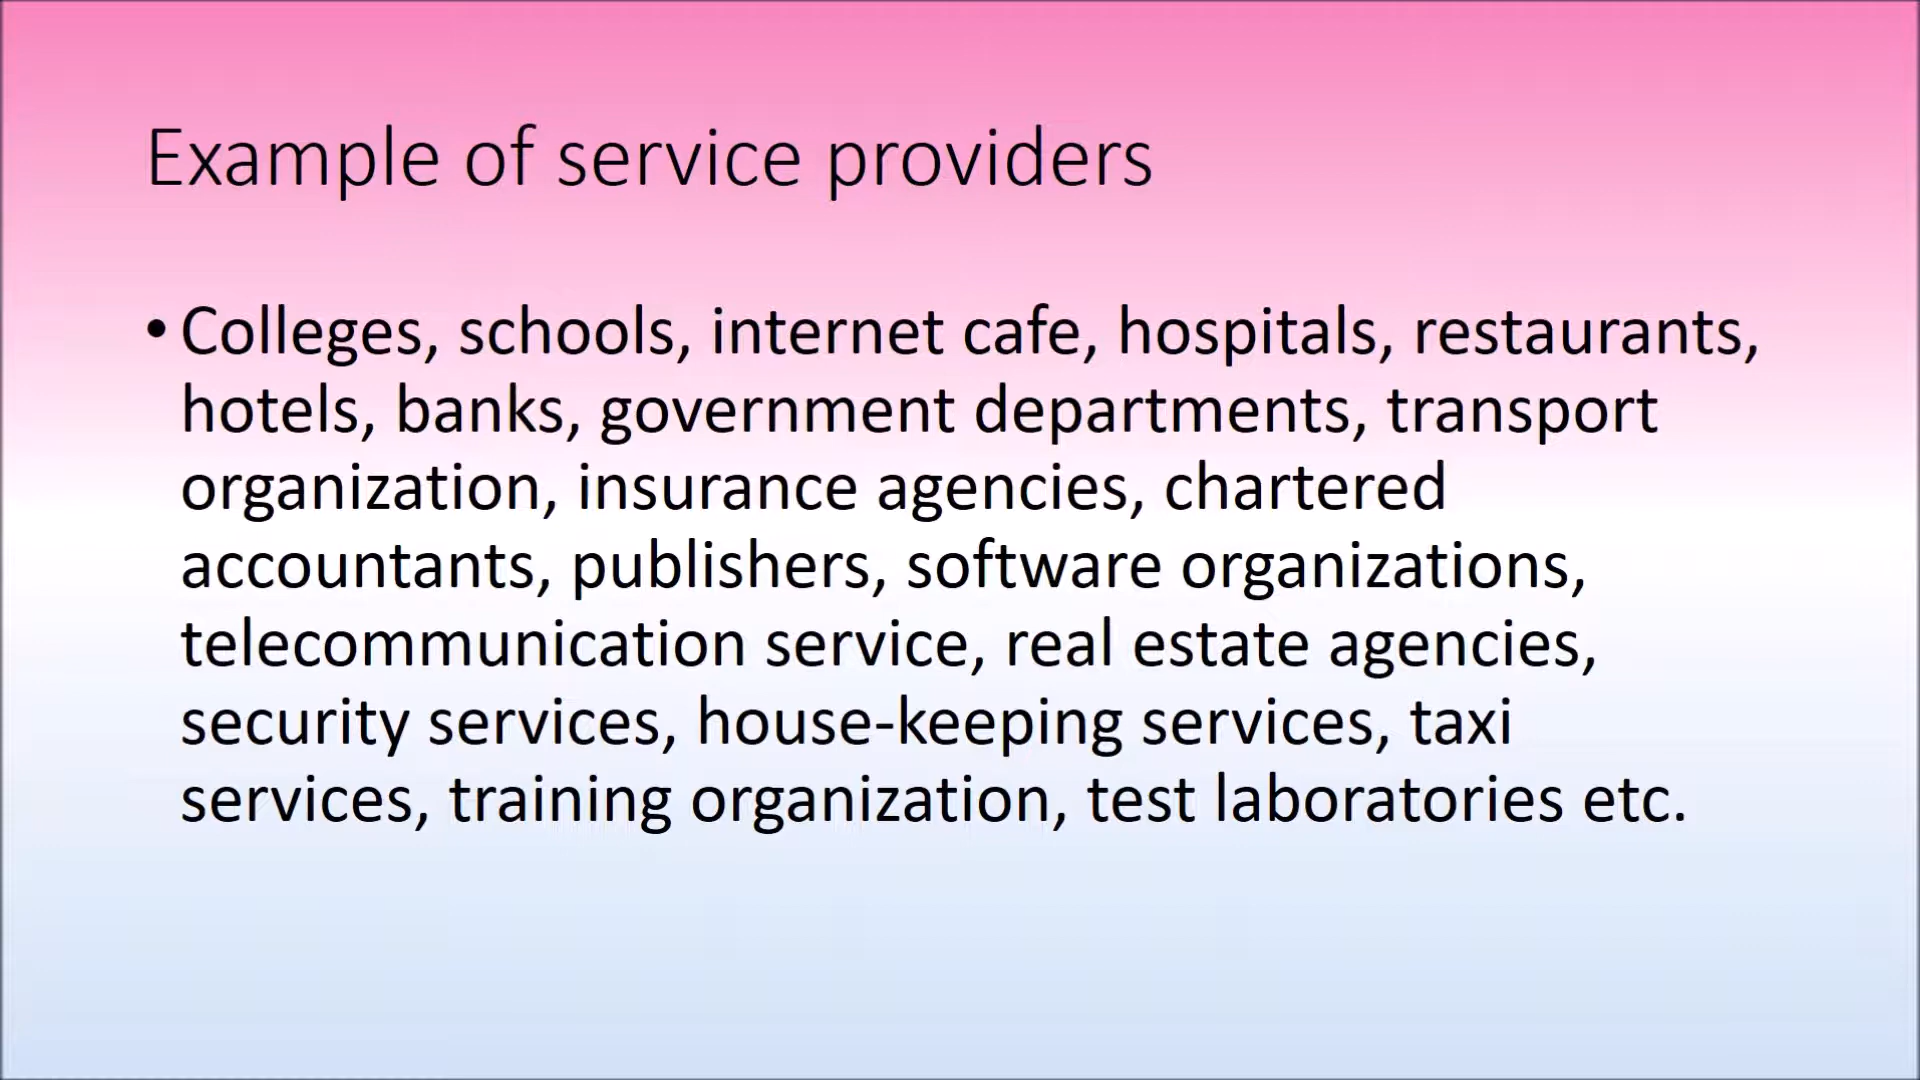 Example of service providers
• Colleges, schools, internet cafe, hospitals, restaurants,
hotels, banks, government departments, transport
organization, insurance agencies, chartered
accountants, publishers, software organizations,
telecommunication service, real estate agencies,
security services, house-keeping services, taxi
services, training organization, test laboratories etc.